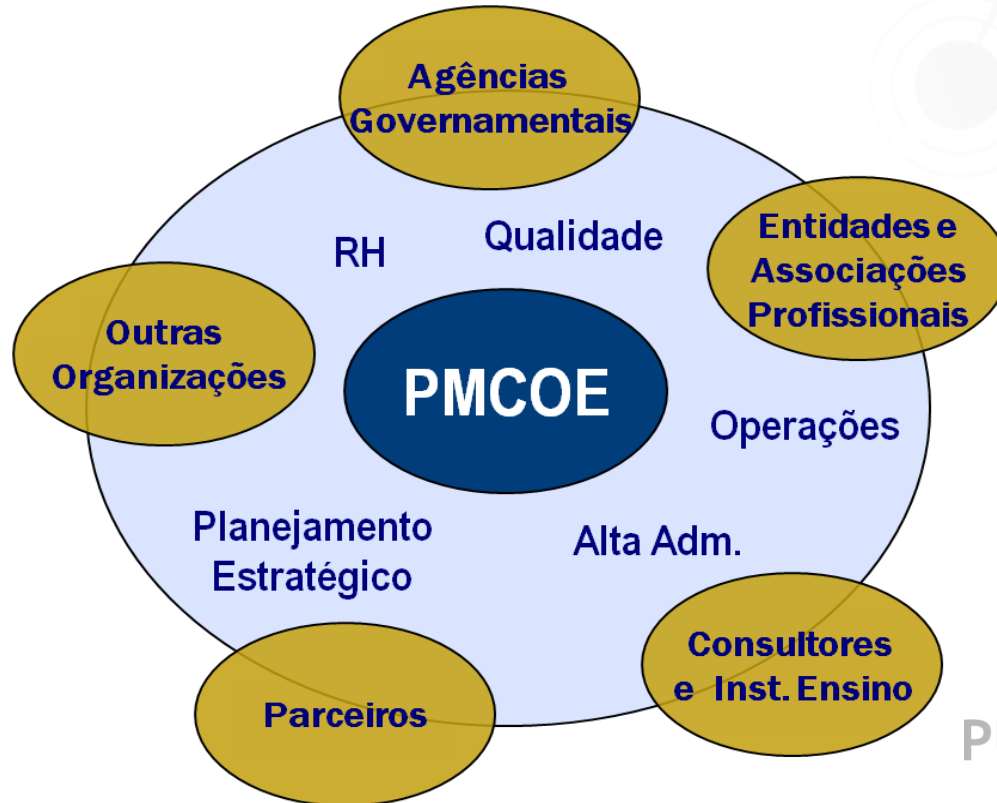 Agências
Governamentais
RH
Qualidade
Entidades e
Associações
Profissionais
Outras
Organizações
PMCOE
Operações
Planejamento
Estratégico
Alta Adm.
Consultores
e Inst. Ensino
Parceiros